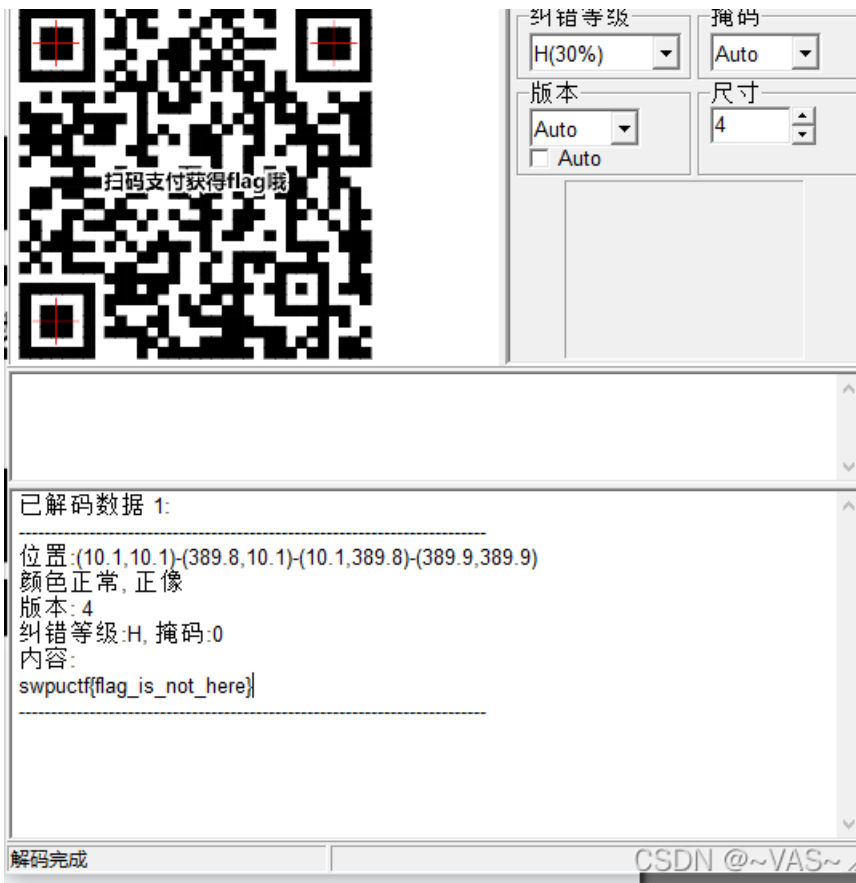 纠错等级
掩码
H(30%)
Auto
版本
尺寸
Auto
4
Auto
扫码支付获得flag哦
已解码数据 1:
--------------------------------------------------------------------------------
位置:(10.1,10.1)-(389.8,10.1)-(10.1,389.8)-(389.9,389.9)
颜色正常, 正像
版本: 4
纠错等级:H, 掩码:0
内容:
swpuctf{flag_is_not_here}
--------------------------------------------------------------------------------
解码完成
CSDN @~VAS~